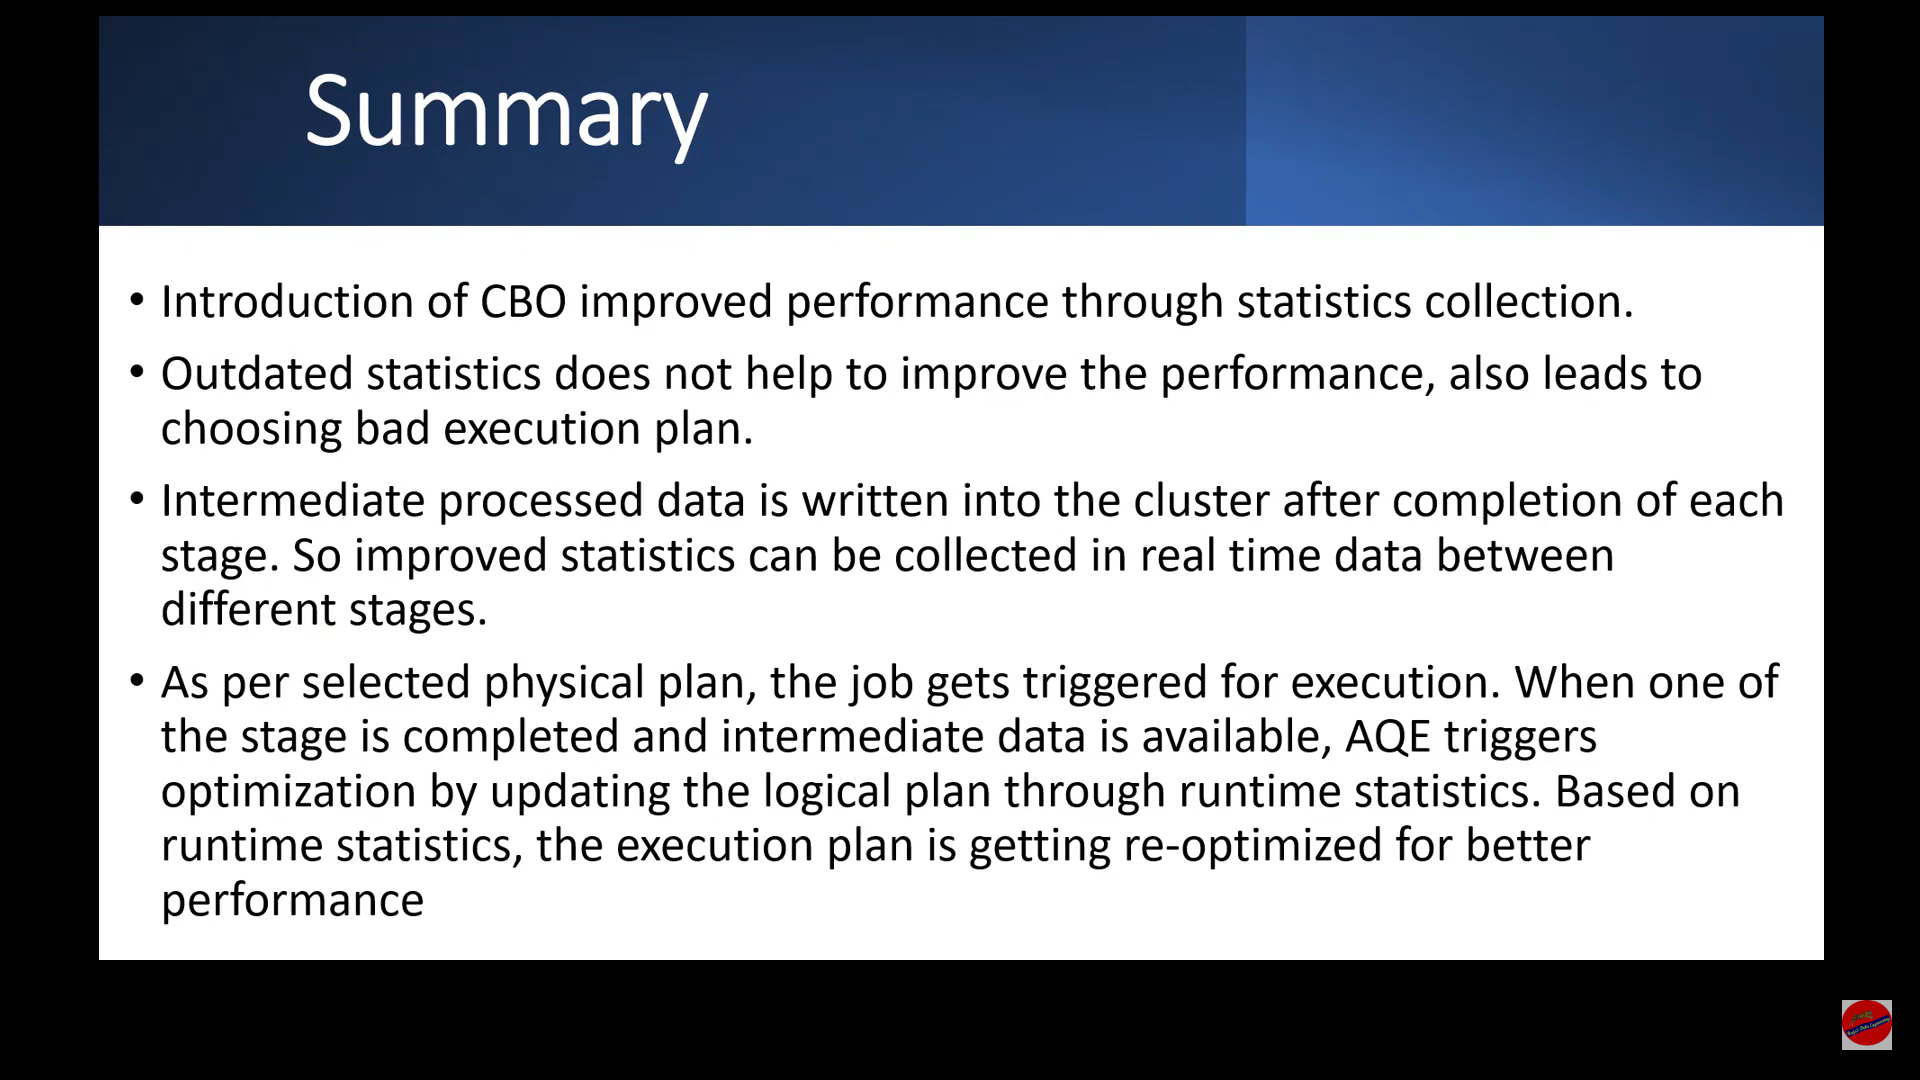 Summary
• Introduction of CBO improved performance through statistics collection.
• Outdated statistics does not help to improve the performance, also leads to
choosing bad execution plan.
• Intermediate processed data is written into the cluster after completion of each
stage. So improved statistics can be collected in real time data between
different stages.
• As per selected physical plan, the job gets triggered for execution. When one of
the stage is completed and intermediate data is available, AQE triggers
optimization by updating the logical plan through runtime statistics. Based on
runtime statistics, the execution plan is getting re-optimized for better
performance